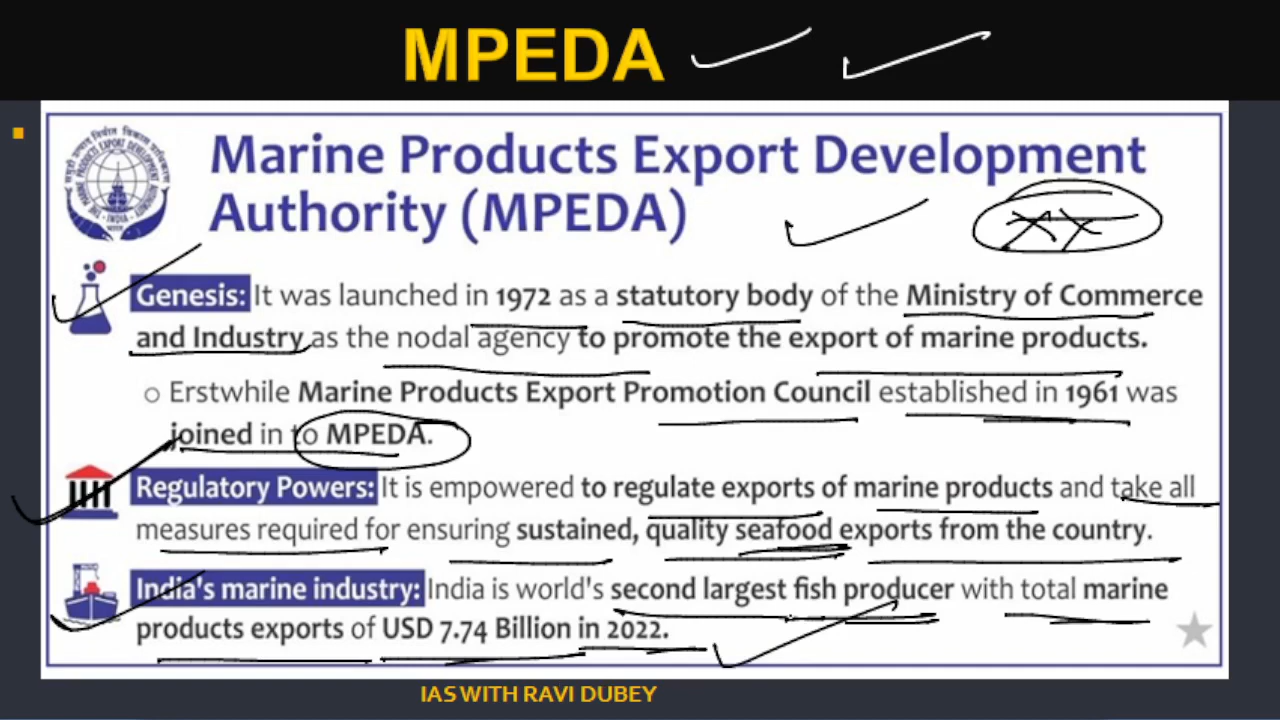 MPEDA
Marine Products Export Development
Authority (MPEDA)
Genesis: It was launched in 1972 as a statutory body of the Ministry of Commerce
and Industry as the nodal agency to promote the export of marine products.
Erstwhile Marine Products Export Promotion Council established in 1961 was
joined in to MPEDA.
Regulatory Powers: It is empowered to regulate exports of marine products and take all
measures required for ensuring sustained, quality seafood exports from the country.
India's marine industry: India is world's second largest fish producer with total marine
products exports of USD 7.74 Billion in 2022.
IAS WITH RAVI DUBEY